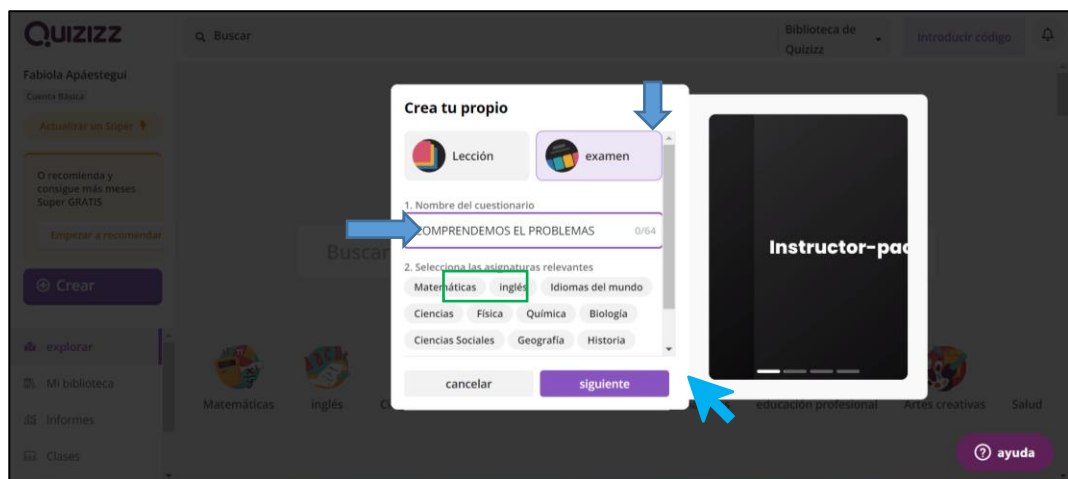 QUIZIZZ
Buscar
Biblioteca de
Quizizz
Introducir código
Fabiola Apáestegui
Cuenta Básica
Actualizar un Súper
O recomienda y
consigue más meses
Super GRATIS
Empezar a recomendar
Crear
explorar
Mi biblioteca
Informes
Clases
Buscar
Crea tu propio
Lección
examen
1. Nombre del cuestionario
COMPRENDEMOS EL PROBLEMAS 0/64
2. Selecciona las asignaturas relevantes
Matemáticas inglés Idiomas del mundo
Ciencias Física Química Biología
Ciencias Sociales Geografía Historia
cancelar siguiente
Instructor-pac
Matemáticas inglés educación profesional Artes creativas Salud
ayuda